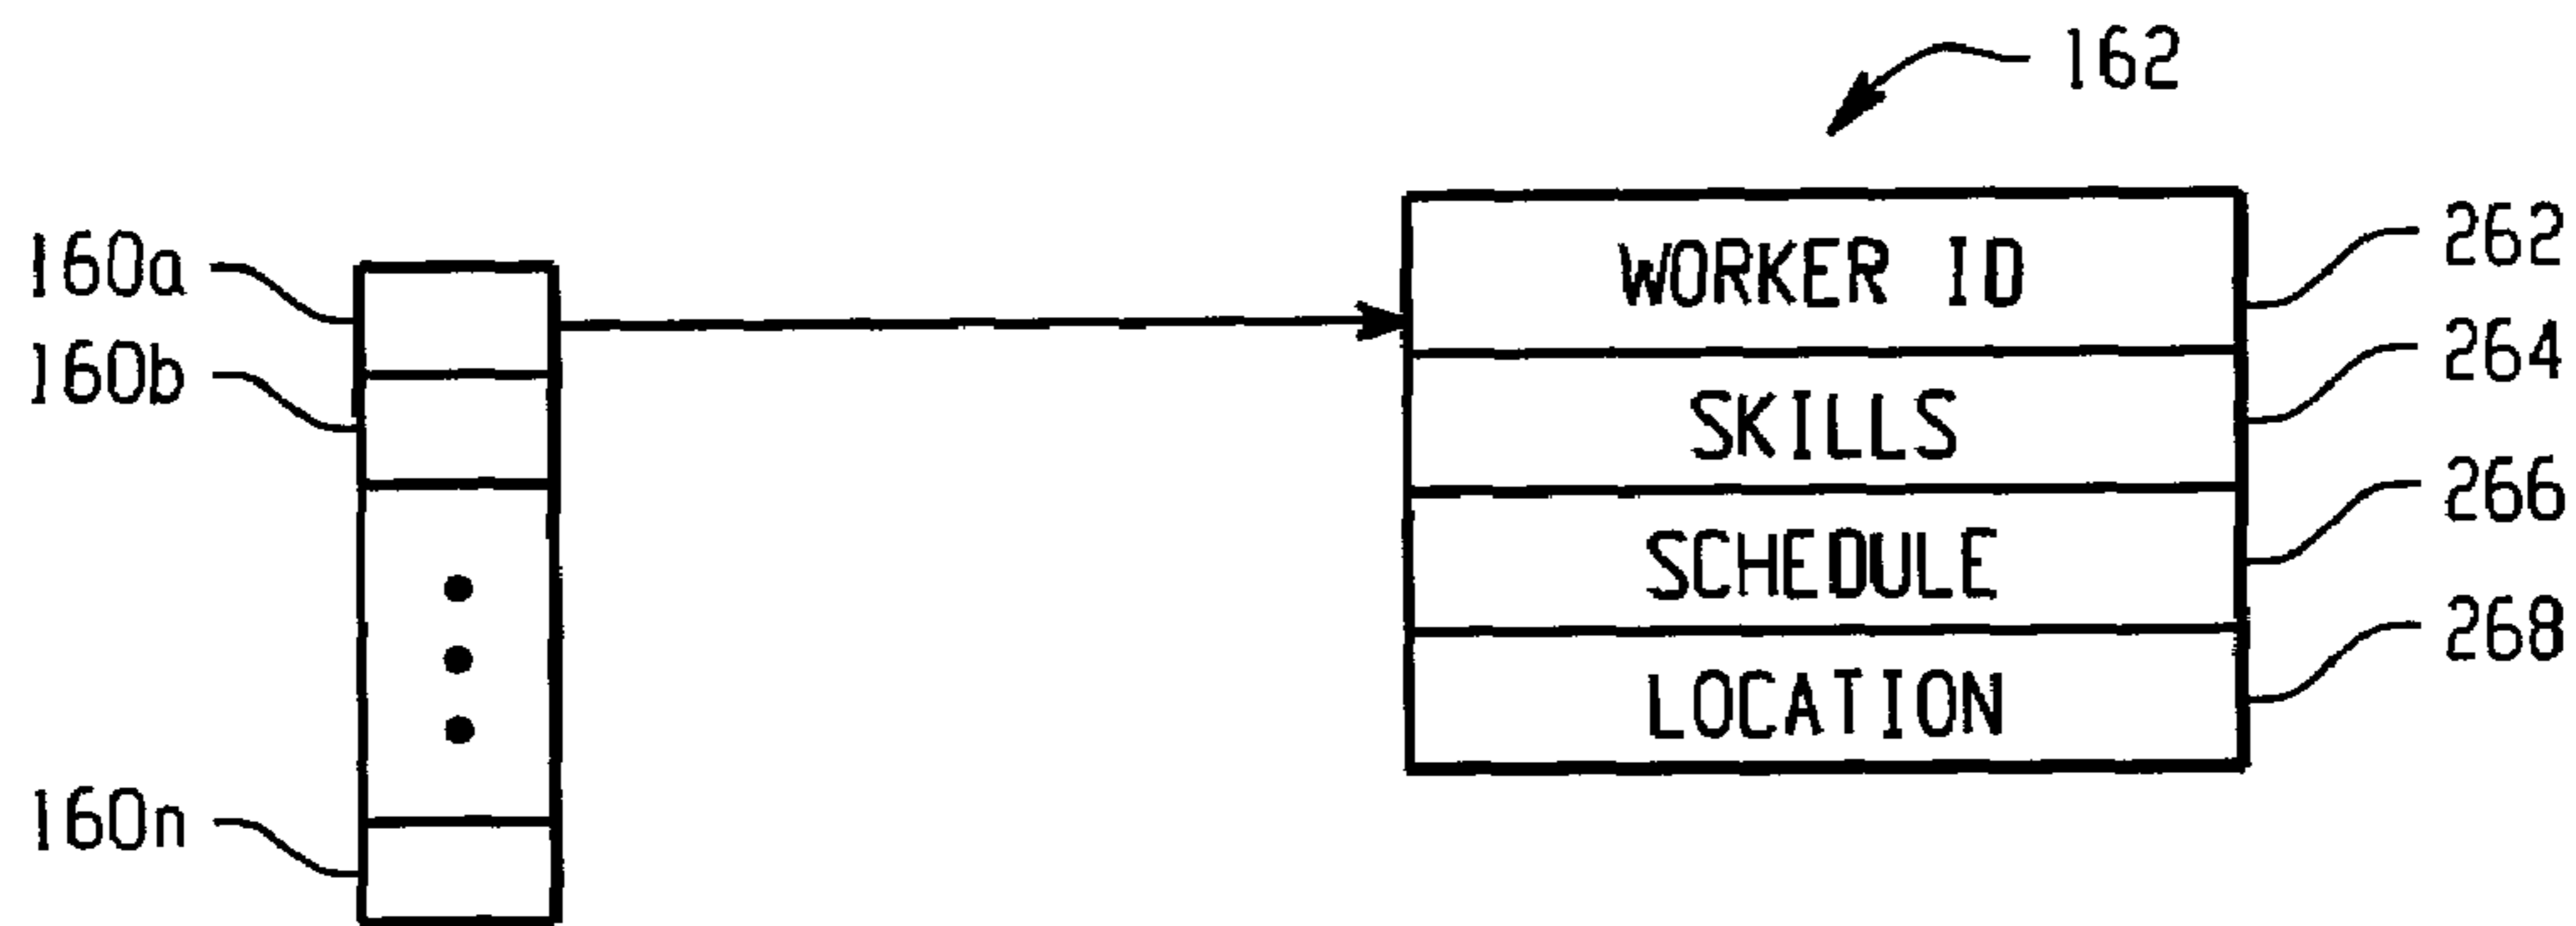 162
160a
160b
160n
WORKER ID
262
SKILLS
264
SCHEDULE
266
LOCATION
268